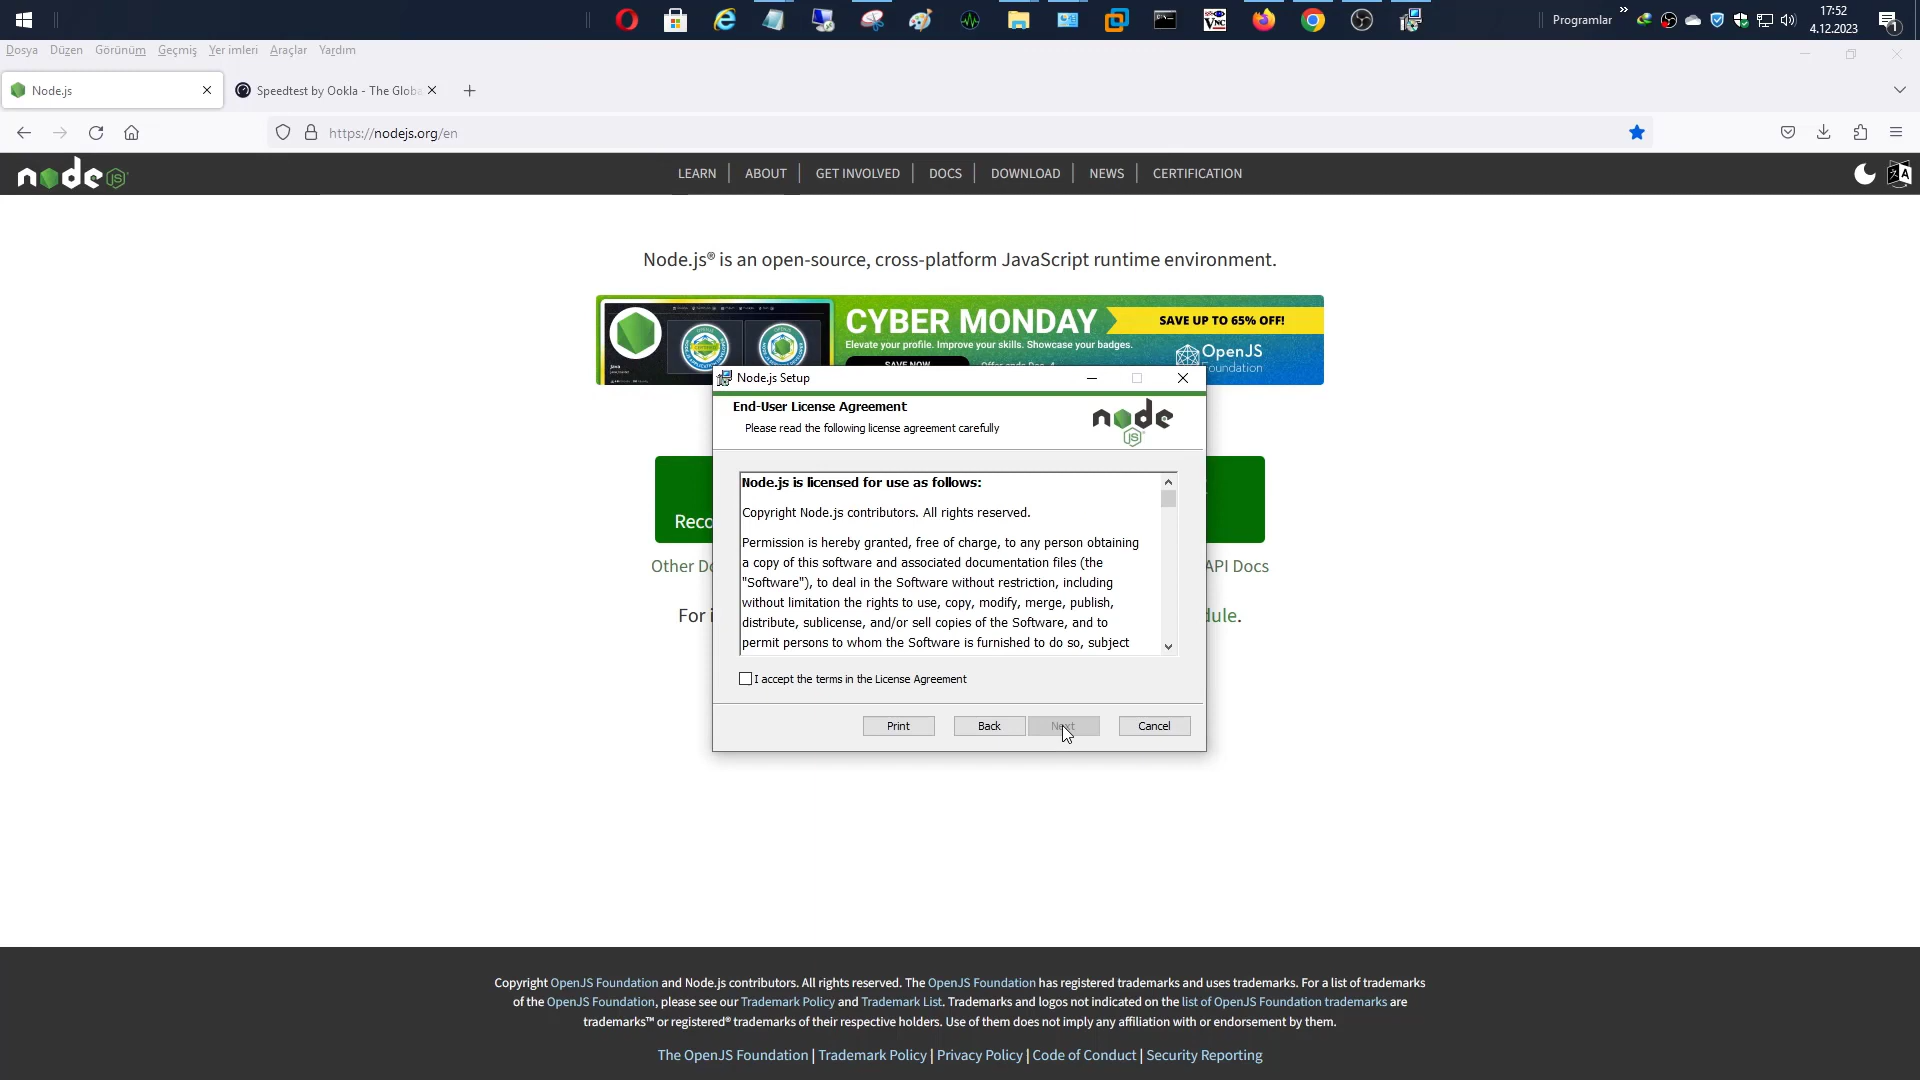 Programlar
17:52
4.12.2023
1
Dosya Düzen Görünüm Geçmiş Yer imleri Araçlar Yardım
Node.js
Speedtest by Ookla - The Globa
https://nodejs.org/en
node JS
LEARN ABOUT GET INVOLVED DOCS DOWNLOAD NEWS CERTIFICATION
Node.js® is an open-source, cross-platform JavaScript runtime environment.
CYBER MONDAY
SAVE UP TO 65% OFF!
Elevate your profile. Improve your skills. Showcase your badges.
OpenJS
Foundation
SAVE NOW
Node.js Setup
End-User License Agreement
Please read the following license agreement carefully
node JS
Node.js is licensed for use as follows:
Copyright Node.js contributors. All rights reserved.
Permission is hereby granted, free of charge, to any person obtaining
a copy of this software and associated documentation files (the
"Software"), to deal in the Software without restriction, including
without limitation the rights to use, copy, modify, merge, publish,
distribute, sublicense, and/or sell copies of the Software, and to
permit persons to whom the Software is furnished to do so, subject
I accept the terms in the License Agreement
Print Back Next Cancel
Reco
Other Do
API Docs
For i
dule.
Copyright OpenJS Foundation and Node.js contributors. All rights reserved. The OpenJS Foundation has registered trademarks and uses trademarks. For a list of trademarks
of the OpenJS Foundation, please see our Trademark Policy and Trademark List. Trademarks and logos not indicated on the list of OpenJS Foundation trademarks are
trademarks™ or registered® trademarks of their respective holders. Use of them does not imply any affiliation with or endorsement by them.
The OpenJS Foundation | Trademark Policy | Privacy Policy | Code of Conduct | Security Reporting